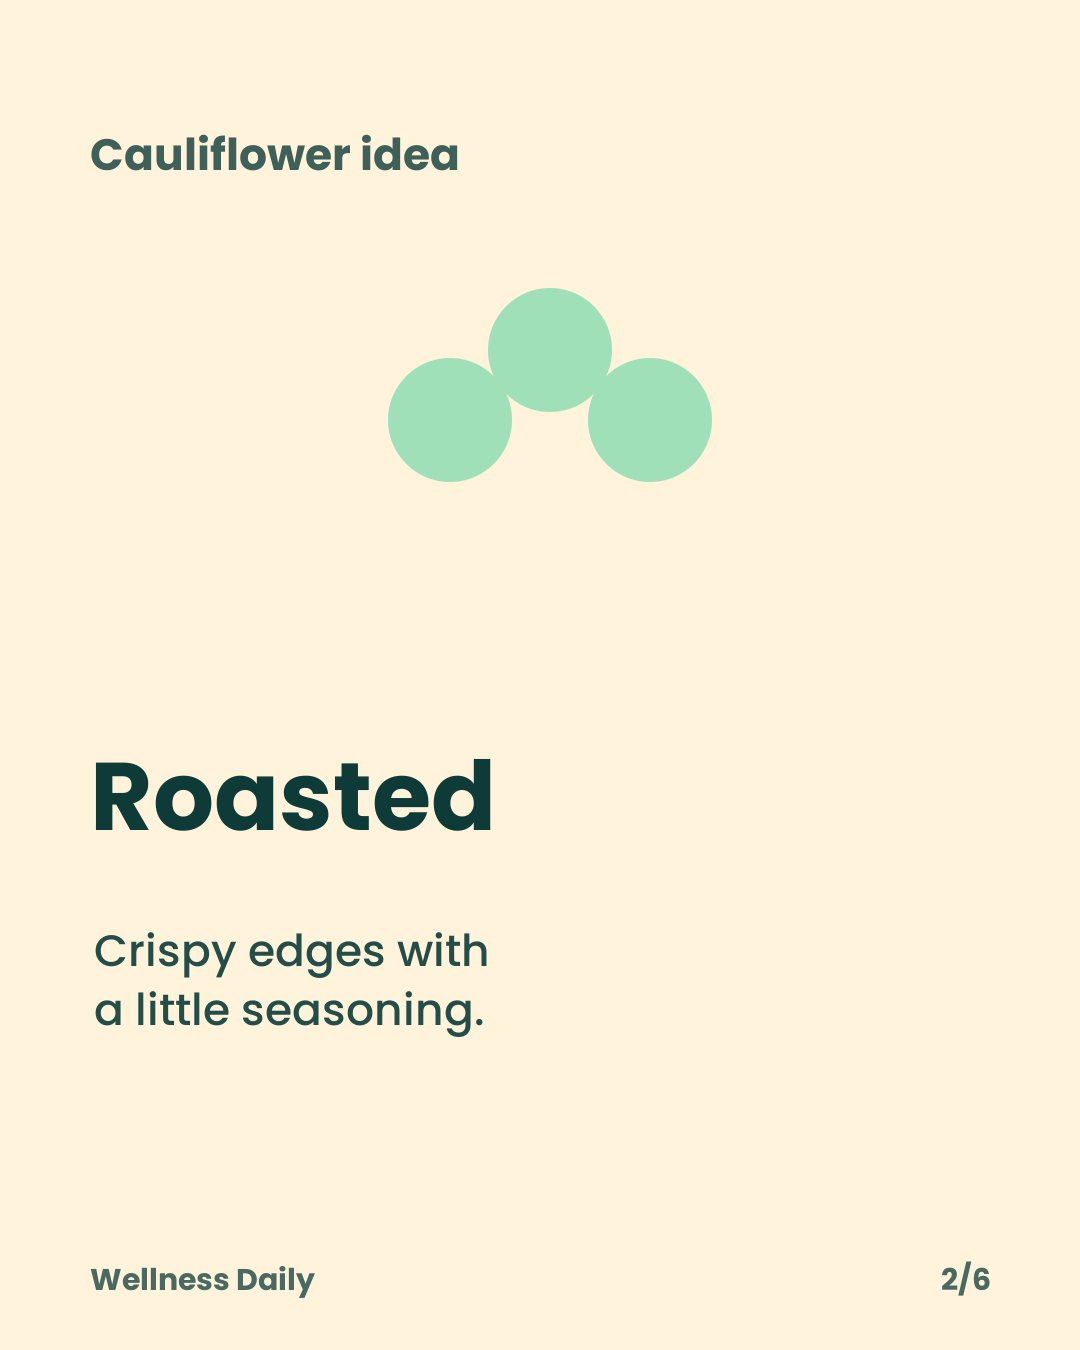 Cauliflower idea
Roasted
Crispy edges with
a little seasoning.
Wellness Daily
2/6